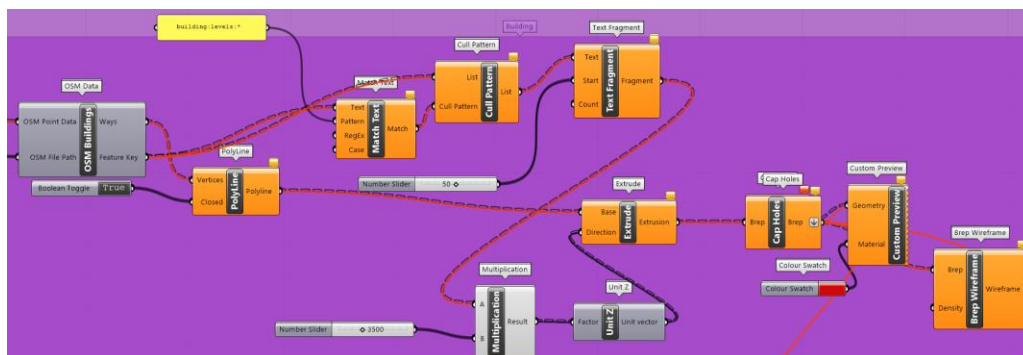 building:levels:*
Building
Text Fragment
Cull Pattern
Text
Start
Count
Text Fragment
Fragment
List
Cull Pattern
Cull Pattern
List
OSM Data
OSM Point Data
OSM File Path
OSM Buildings
Ways
Feature Key
Match Text
Text
Pattern
RegEx
Case
Match Text
Match
PolyLine
Vertices
Closed
PolyLine
Polyline
Boolean Toggle True
Number Slider 50
Extrude
Base
Direction
Extrude
Extrusion
Cap Holes
Brep
Cap Holes
Brep
Custom Preview
Geometry
Material
Custom Preview
Brep Wireframe
Brep
Density
Brep Wireframe
Wireframe
Colour Swatch
Colour Swatch
Multiplication
A
B
Multiplication
Result
Number Slider 3500
Unit Z
Factor
Unit Z
Unit vector